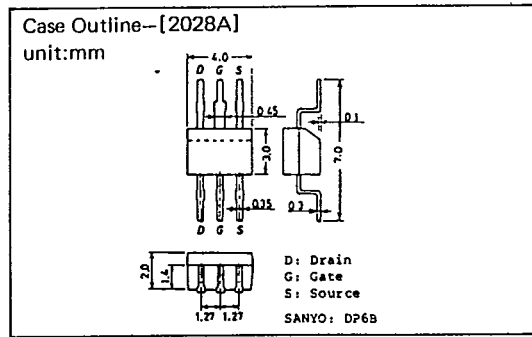 Case Outline–[2028A]
unit:mm
4.0
D G S
0.45
3.0
0.1
7.0
0.35
0.3
D G S
2.0
1.4
1.27 1.27
D: Drain
G: Gate
S: Source
SANYO: DP6B